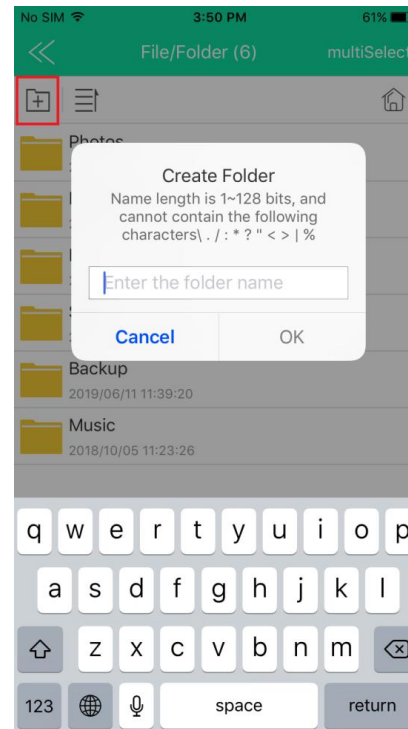 No SIM 3:50 PM 61%
File/Folder (6) multiSelect
Photos
Create Folder
Name length is 1~128 bits, and
cannot contain the following
characters\ . / : * ? " < > | %
Enter the folder name
Cancel OK
Backup
2019/06/11 11:39:20
Music
2018/10/05 11:23:26
q w e r t y u i o p
a s d f g h j k l
z x c v b n m
123 space return